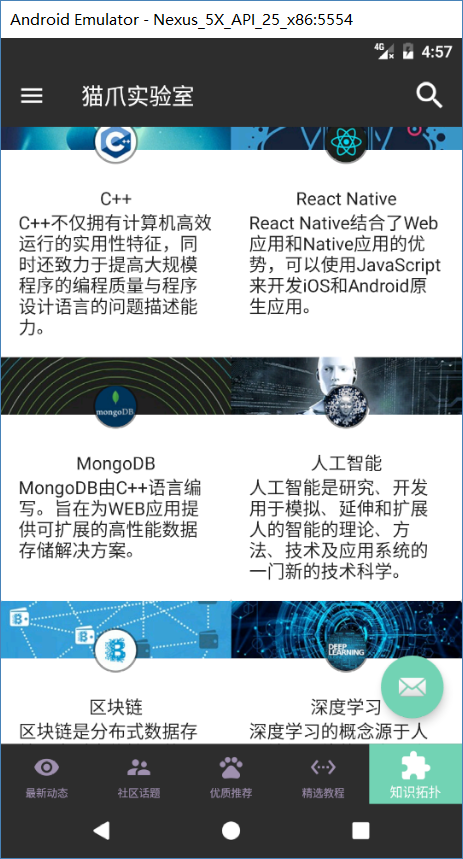 Android Emulator - Nexus_5X_API_25_x86:5554
4G 4:57
猫爪实验室
C++
C++不仅拥有计算机高效
运行的实用性特征，同
时还致力于提高大规模
程序的编程质量与程序
设计语言的问题描述能
力。
React Native
React Native结合了Web
应用和Native应用的优
势，可以使用JavaScript
来开发iOS和Android原
生应用。
mongoDB
MongoDB
MongoDB由C++语言编
写。旨在为WEB应用提
供可扩展的高性能数据
存储解决方案。
人工智能
人工智能是研究、开发
用于模拟、延伸和扩展
人的智能的理论、方
法、技术及应用系统的
一门新的技术科学。
区块链
区块链是分布式数据存
DEEP
LEARNING
深度学习
深度学习的概念源于人
最新动态
社区话题
优质推荐
精选教程
知识拓扑